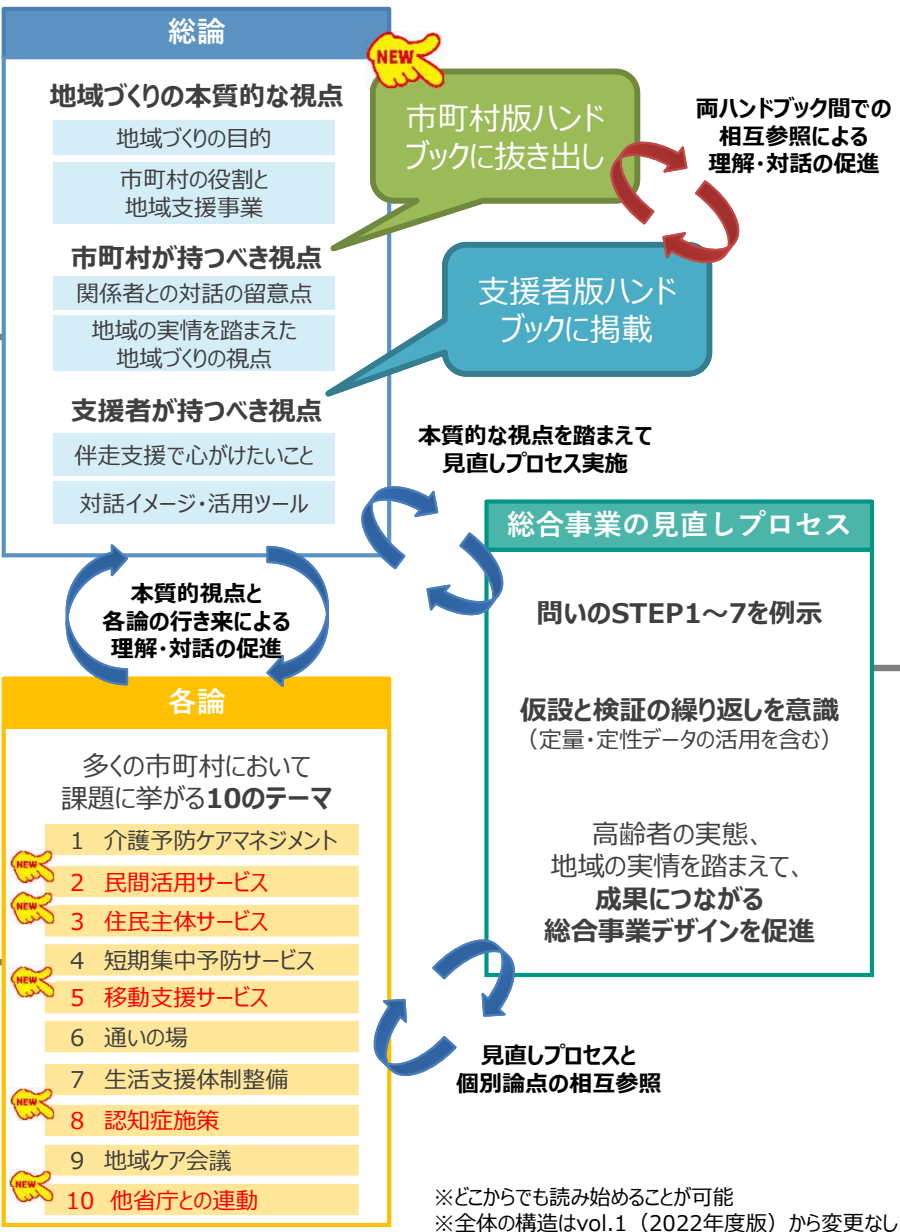 総論
NEW
地域づくりの本質的な視点
地域づくりの目的
市町村の役割と
地域支援事業
市町村が持つべき視点
関係者との対話の留意点
地域の実情を踏まえた
地域づくりの視点
支援者が持つべき視点
伴走支援で心がけたいこと
対話イメージ・活用ツール
市町村版ハンド
ブックに抜き出し
両ハンドブック間での
相互参照による
理解・対話の促進
支援者版ハンド
ブックに掲載
本質的な視点を踏まえて
見直しプロセス実施
本質的視点と
各論の行き来による
理解・対話の促進
総合事業の見直しプロセス
問いのSTEP1~7を例示
仮設と検証の繰り返しを意識
(定量・定性データの活用を含む)
高齢者の実態、
地域の実情を踏まえて、
成果につながる
総合事業デザインを促進
各論
多くの市町村において
課題に挙がる10のテーマ
1 介護予防ケアマネジメント
NEW
2 民間活用サービス
NEW
3 住民主体サービス
4 短期集中予防サービス
NEW
5 移動支援サービス
6 通いの場
7 生活支援体制整備
NEW
8 認知症施策
9 地域ケア会議
NEW
10 他省庁との連動
見直しプロセスと
個別論点の相互参照
※どこからでも読み始めることが可能
※全体の構造はvol.1(2022年度版)から変更なし